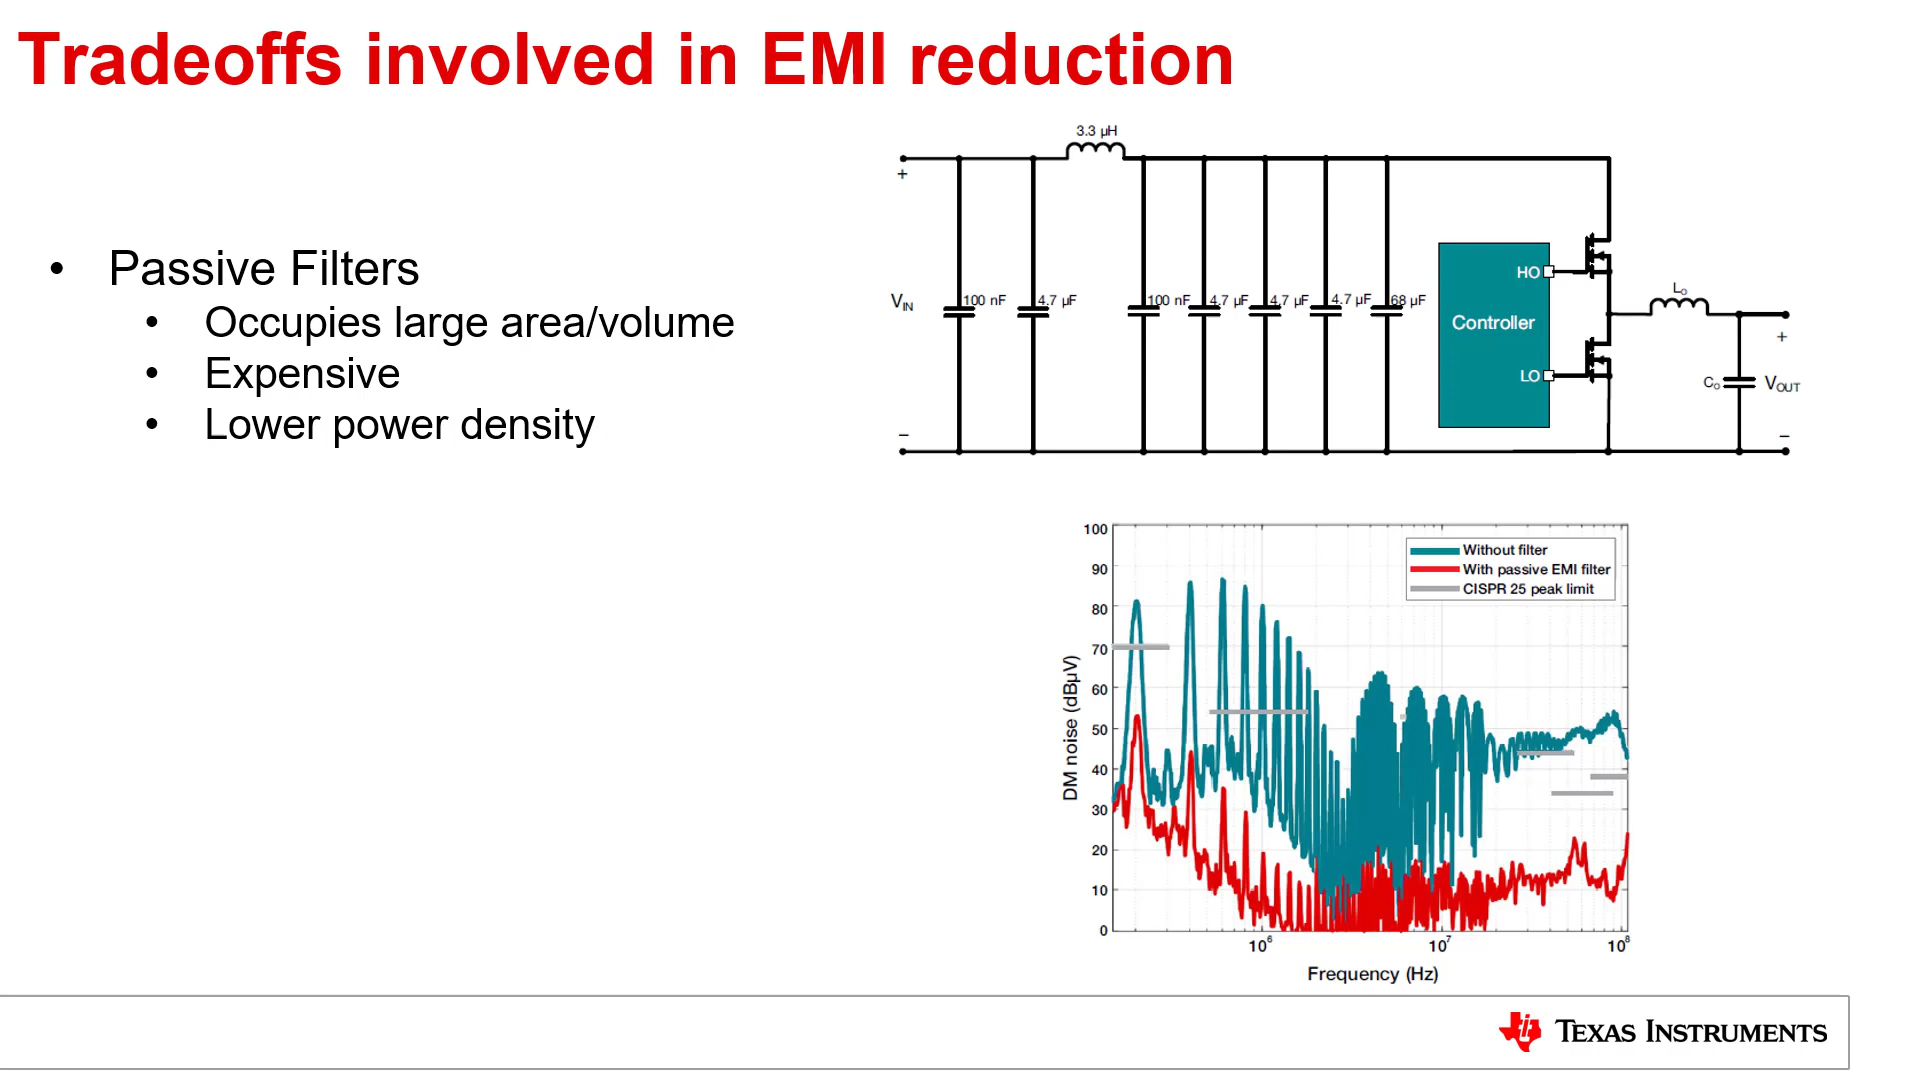 Tradeoffs involved in EMI reduction
• Passive Filters
• Occupies large area/volume
• Expensive
• Lower power density
3.3 µH
+
VIN
100 nF
4.7 µF
100 nF
4.7 µF
4.7 µF
4.7 µF
68 µF
−
HO
Controller
LO
LO
+
CO
VOUT
−
100
90
80
70
60
50
40
30
20
10
0
DM noise (dBµV)
Without filter
With passive EMI filter
CISPR 25 peak limit
10⁶
10⁷
10⁸
Frequency (Hz)
TEXAS INSTRUMENTS